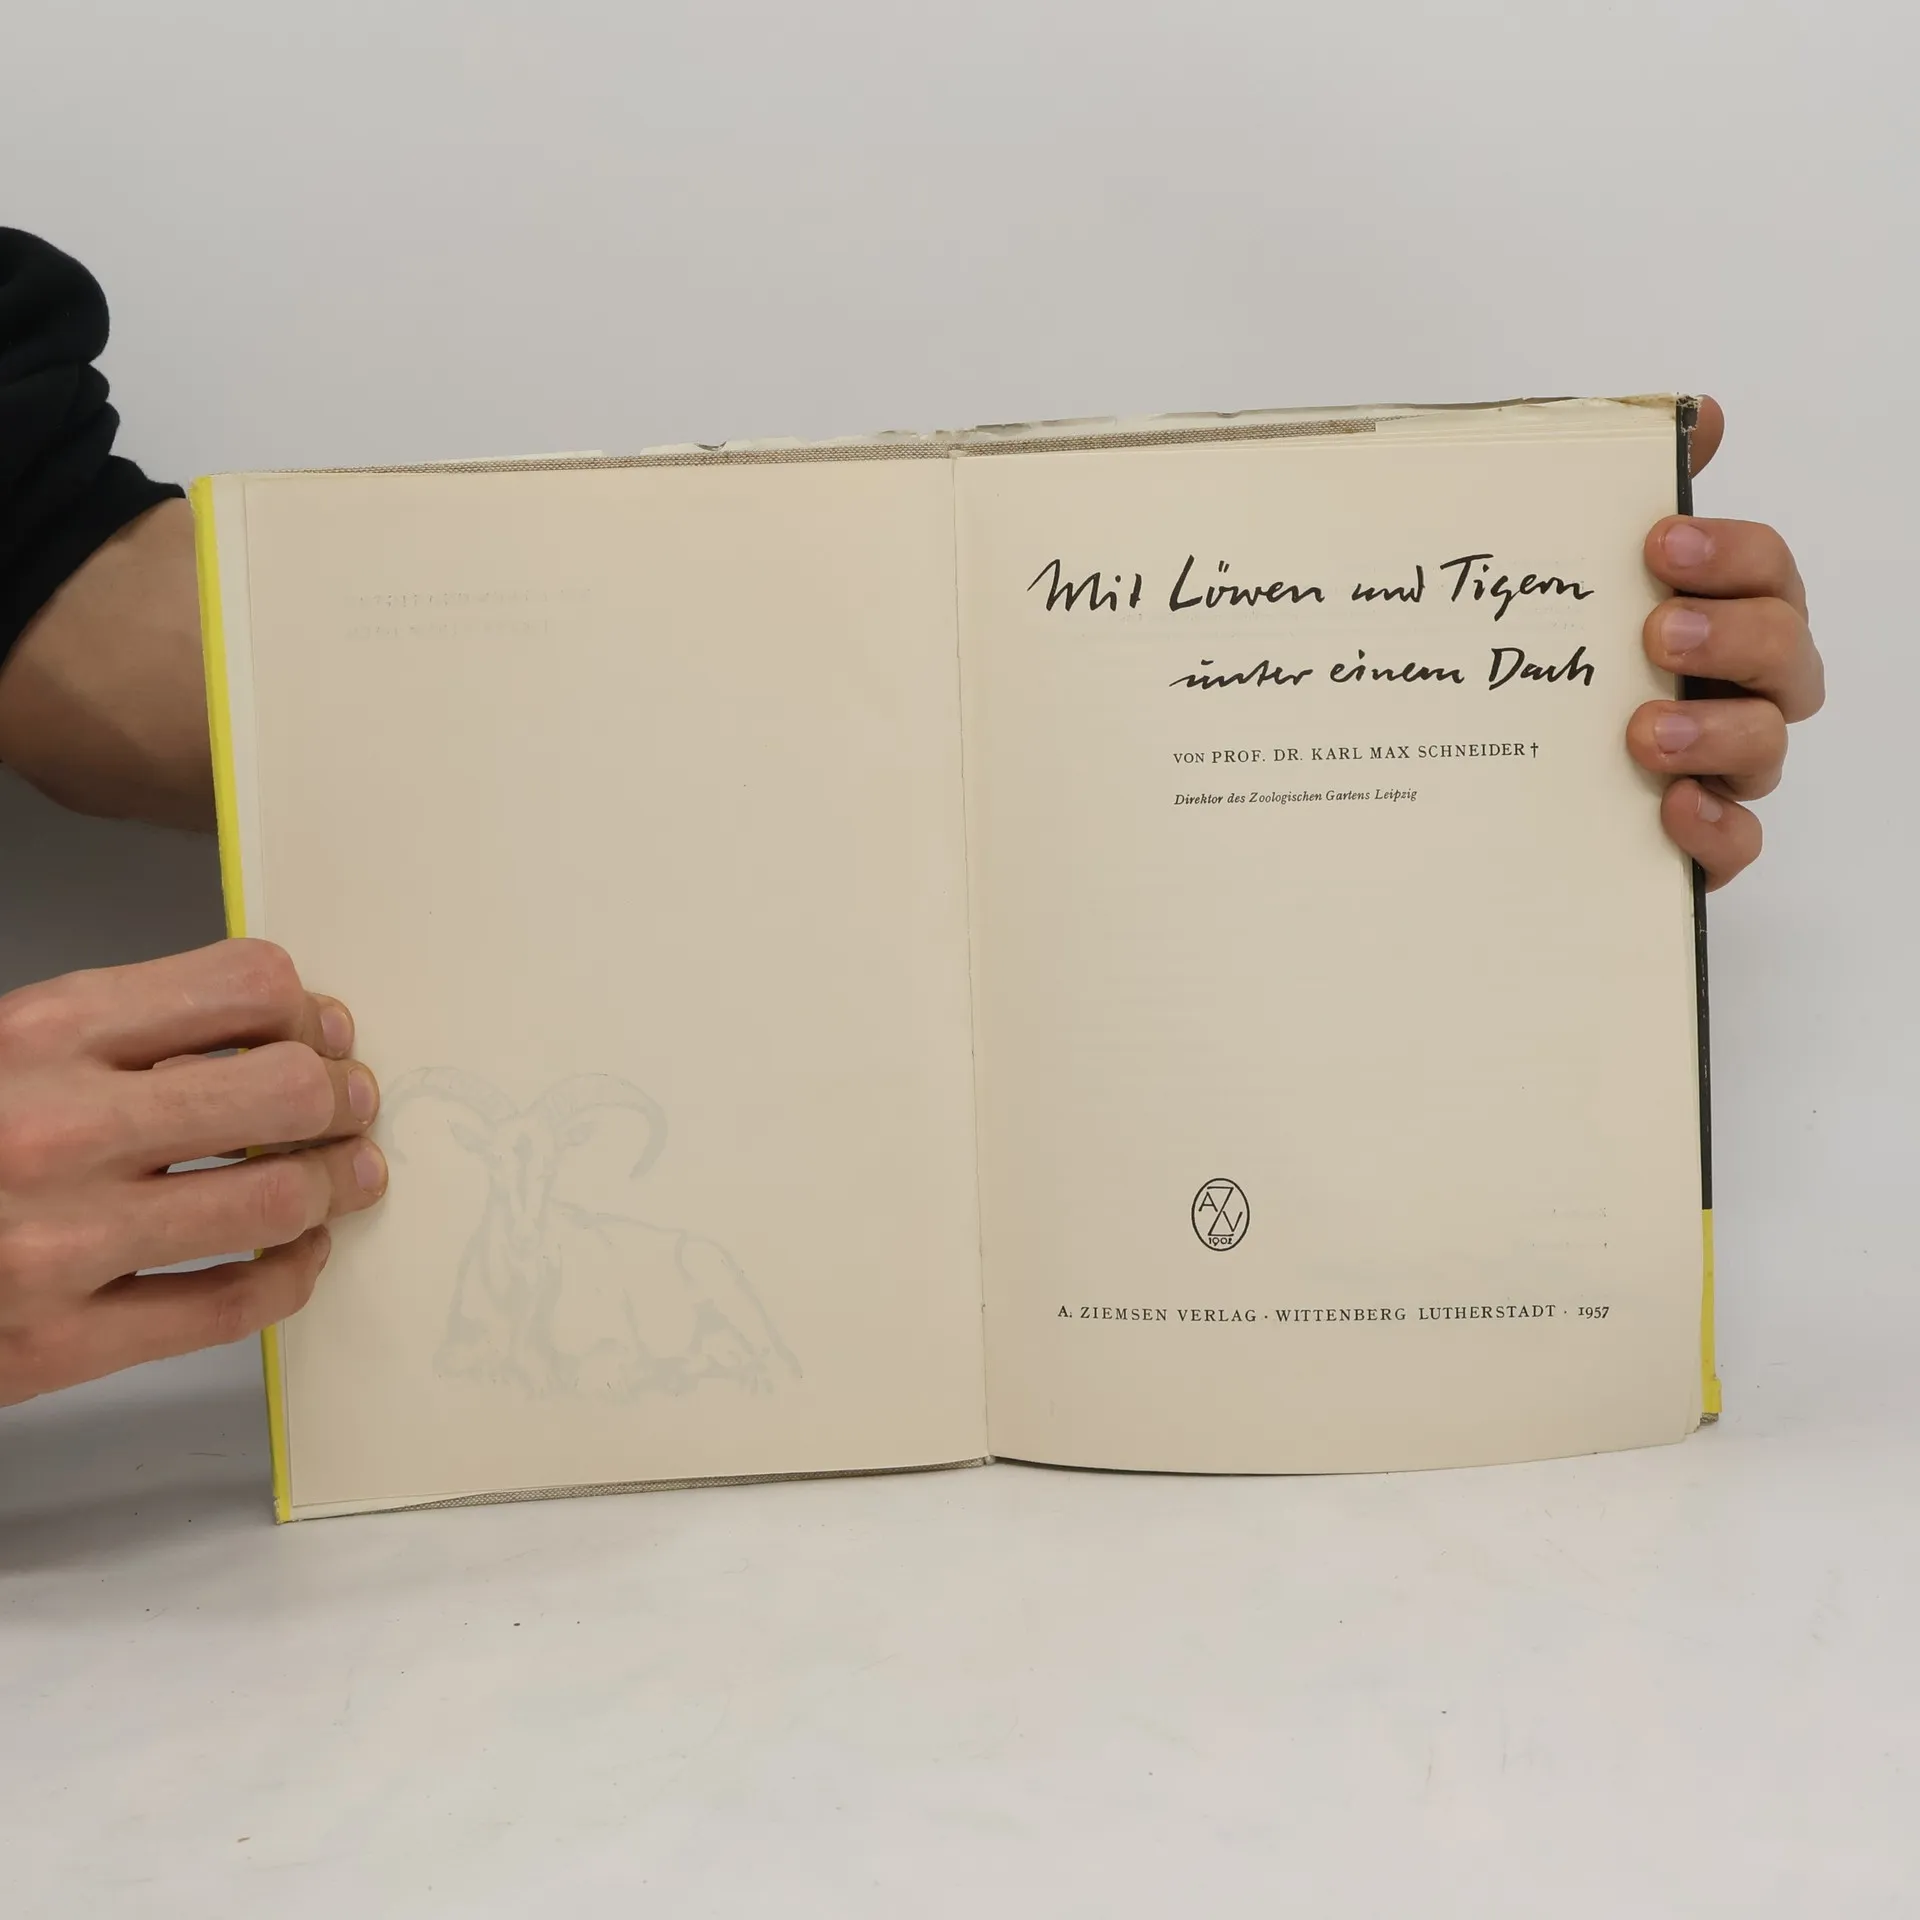 Mit Löwen und Tigern
unter einem Dach
VON PROF. DR. KARL MAX SCHNEIDER †
Direktor des Zoologischen Gartens Leipzig
AZV
1902
A. ZIEMSEN VERLAG · WITTENBERG LUTHERSTADT · 1957